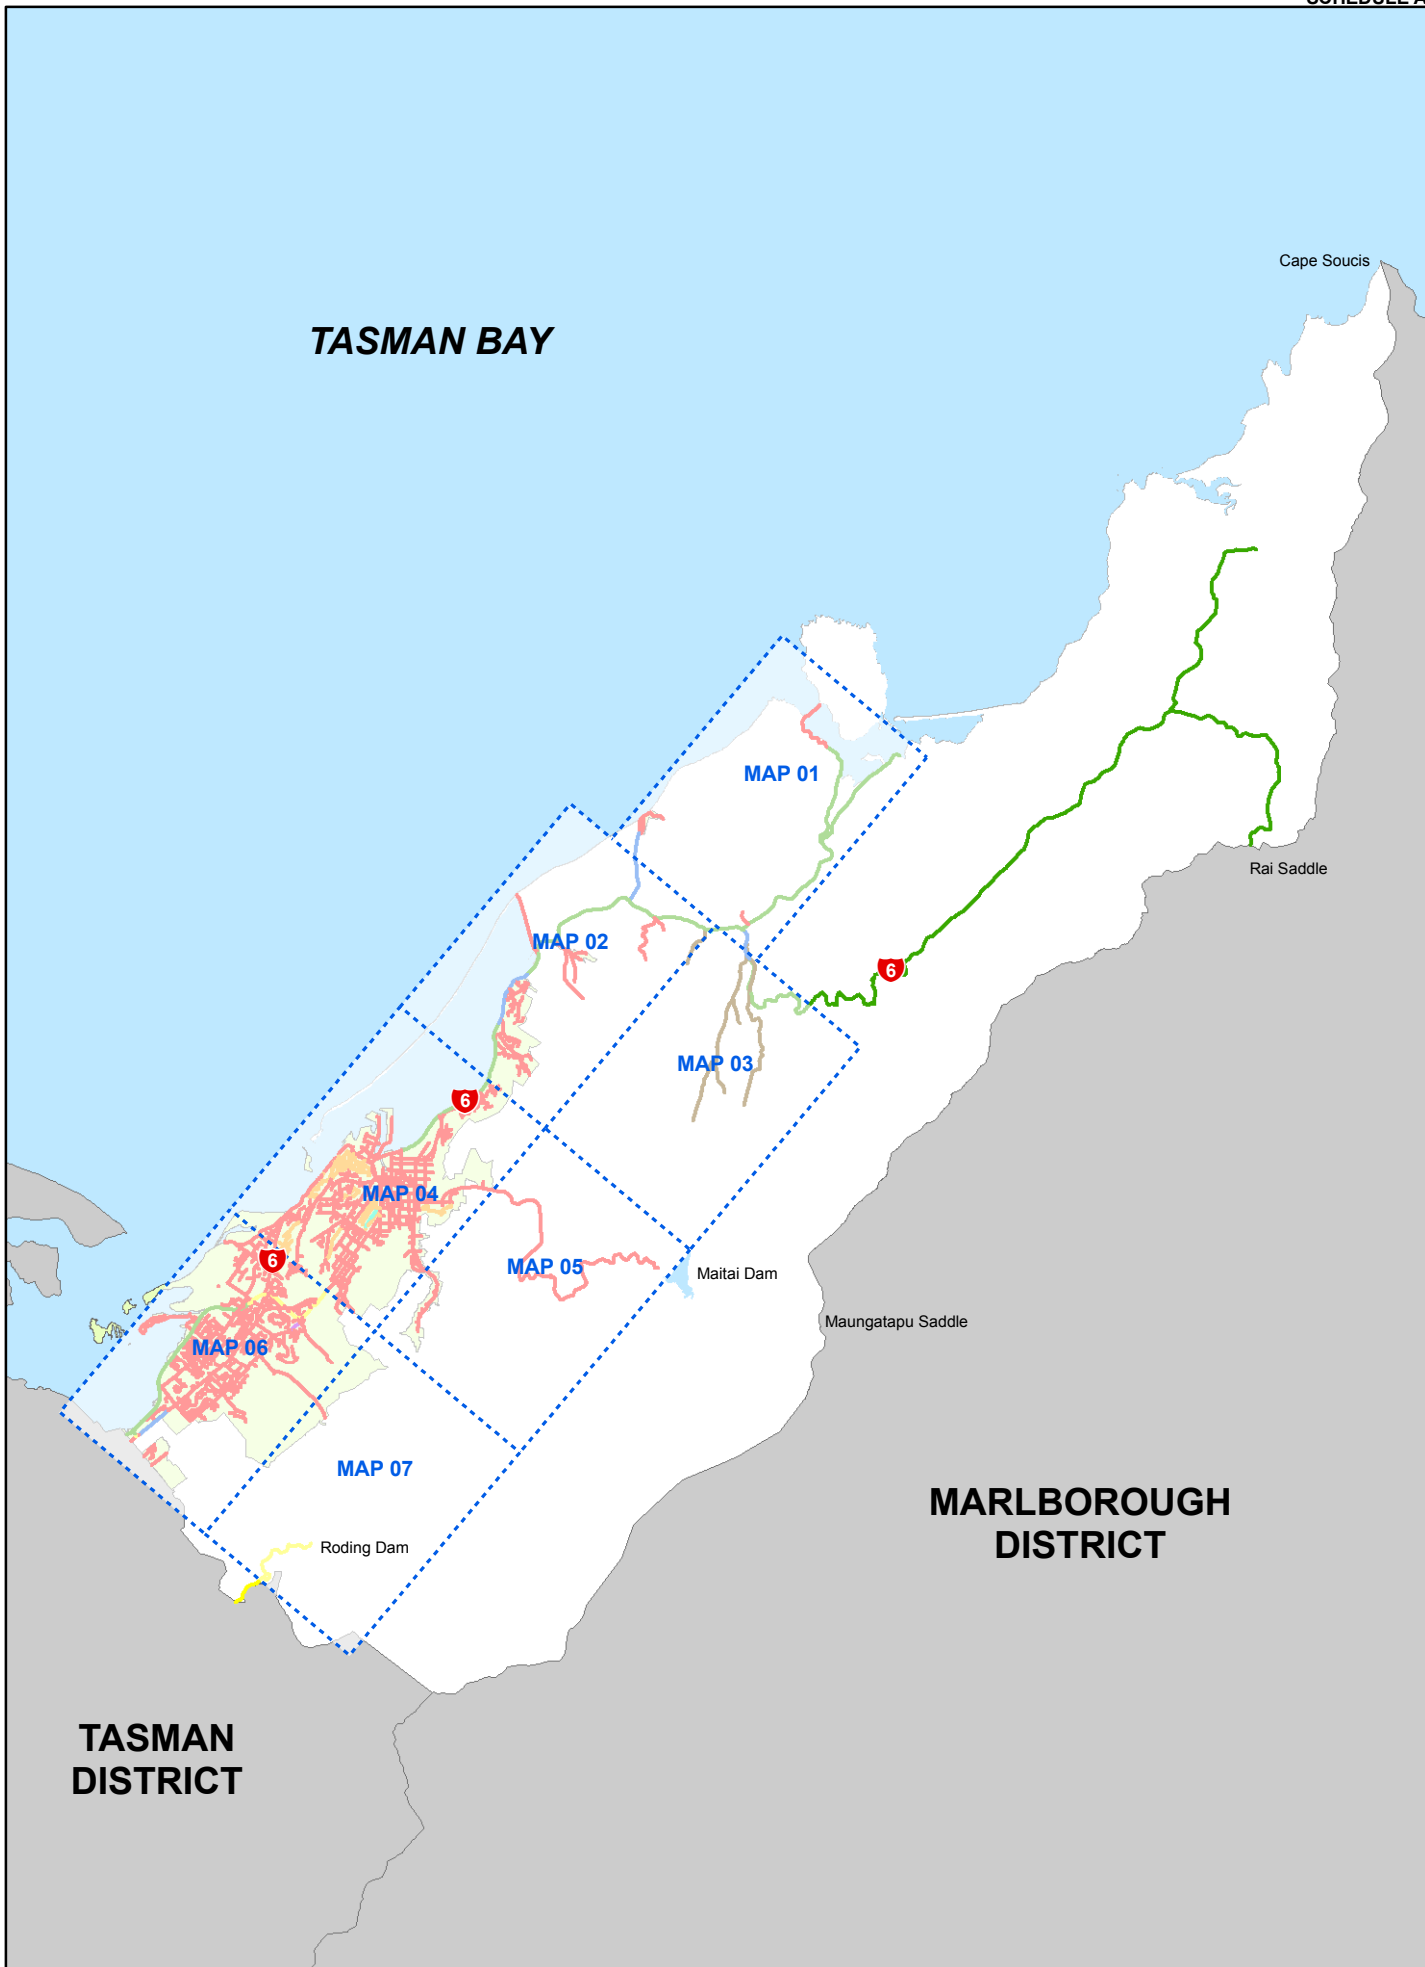 SCHEDULE A
Cape Soucis
TASMAN BAY
MAP 01
Rai Saddle
MAP 02
6
MAP 03
6
MAP 04
6
MAP 05
Maitai Dam
Maungatapu Saddle
MAP 06
MAP 07
MARLBOROUGH
DISTRICT
Roding Dam
TASMAN
DISTRICT